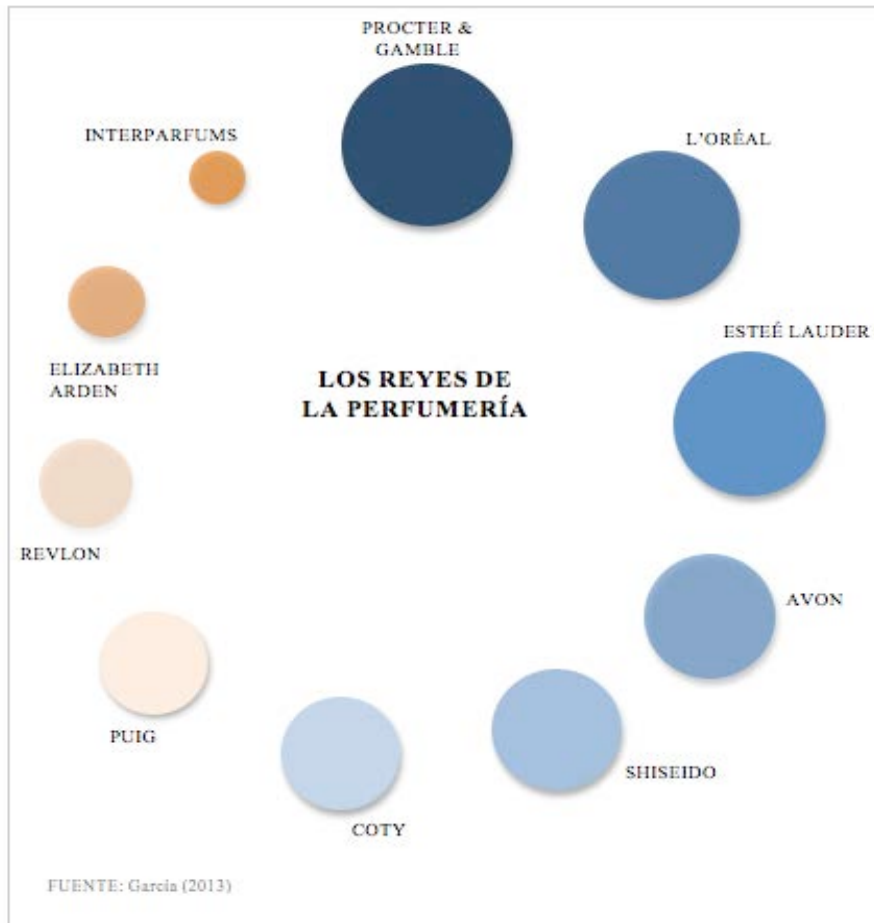 PROCTER &
GAMBLE
INTERPARFUMS
L'ORÉAL
ESTEÉ LAUDER
ELIZABETH
ARDEN
LOS REYES DE
LA PERFUMERÍA
REVLON
AVON
PUIG
SHISEIDO
COTY
FUENTE: García (2013)